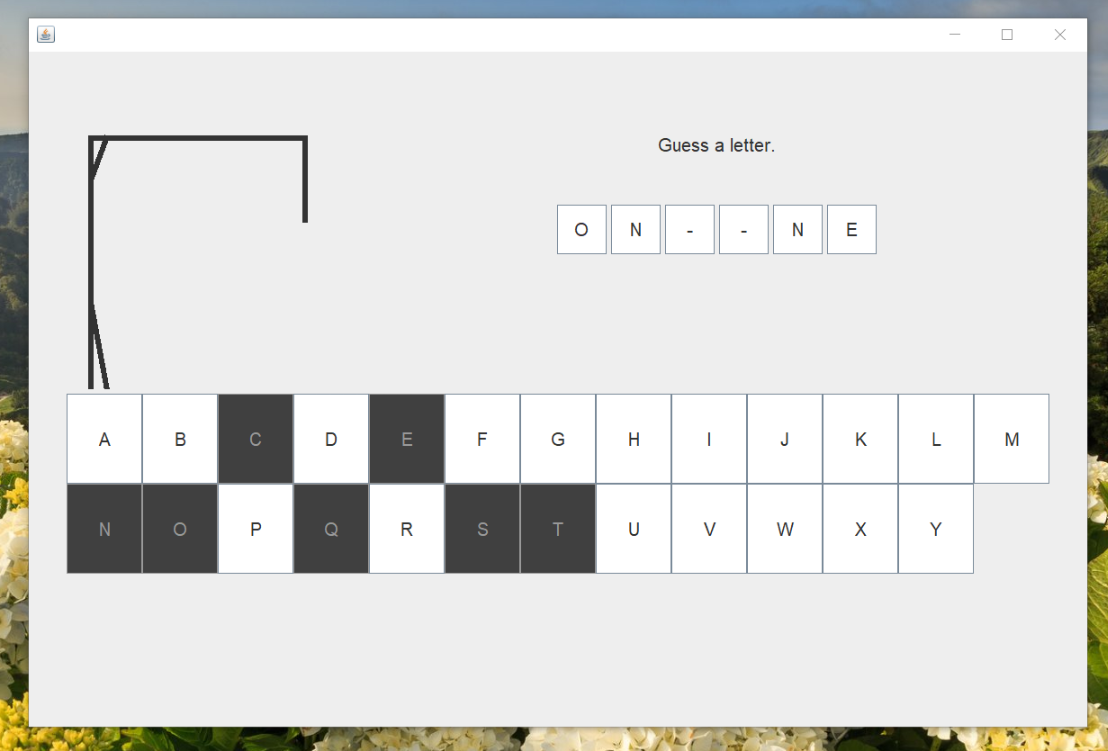 Guess a letter.
O N - - N E
A B C D E F G H I J K L M
N O P Q R S T U V W X Y